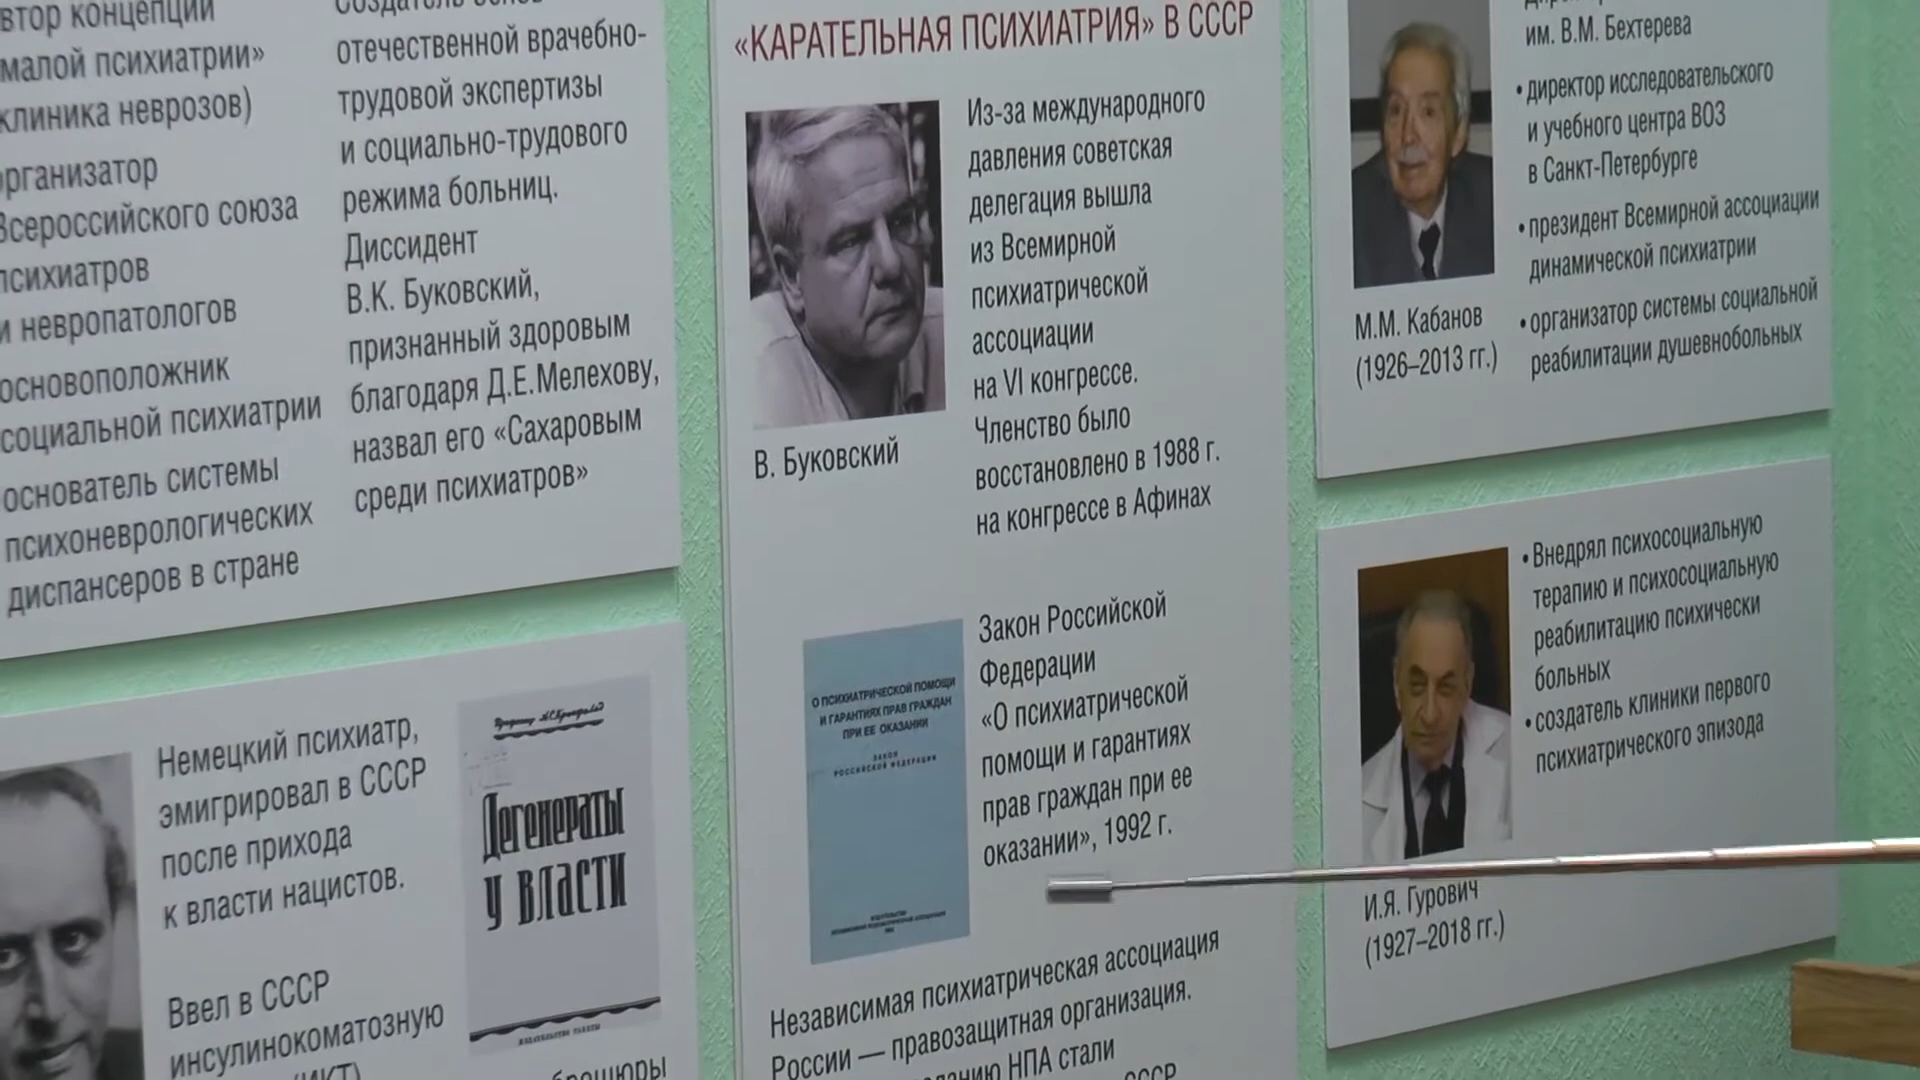 концепции
малой психиатрии»
клиника неврозов)
организатор
Всероссийского союза
психиатров
и невропатологов
основоположник
социальной психиатрии
основатель системы
психоневрологических
диспансеров в стране
отечественной врачебно-
трудовой экспертизы
и социально-трудового
режима больниц.
Диссидент
В.К. Буковский,
признанный здоровым
благодаря Д.Е.Мелехову,
назвал его «Сахаровым
среди психиатров»
Немецкий психиатр,
эмигрировал в СССР
после прихода
к власти нацистов.
Ввел в СССР
инсулинокоматозную
Дегенераты
у власти
брошюры
«КАРАТЕЛЬНАЯ ПСИХИАТРИЯ» В СССР
В. Буковский
Из-за международного
давления советская
делегация вышла
из Всемирной
психиатрической
ассоциации
на VI конгрессе.
Членство было
восстановлено в 1988 г.
на конгрессе в Афинах
О ПСИХИАТРИЧЕСКОЙ ПОМОЩИ
И ГАРАНТИЯХ ПРАВ ГРАЖДАН
ПРИ ЕЕ ОКАЗАНИИ
ЗАКОН
РОССИЙСКОЙ ФЕДЕРАЦИИ
Закон Российской
Федерации
«О психиатрической
помощи и гарантиях
прав граждан при ее
оказании», 1992 г.
Независимая психиатрическая ассоциация
России — правозащитная организация.
НПА стали
СССР
им. В.М. Бехтерева
• директор исследовательского
и учебного центра ВОЗ
в Санкт-Петербурге
• президент Всемирной ассоциации
динамической психиатрии
• организатор системы социальной
реабилитации душевнобольных
М.М. Кабанов
(1926–2013 гг.)
• Внедрял психосоциальную
терапию и психосоциальную
реабилитацию психически
больных
• создатель клиники первого
психиатрического эпизода
И.Я. Гурович
(1927–2018 гг.)